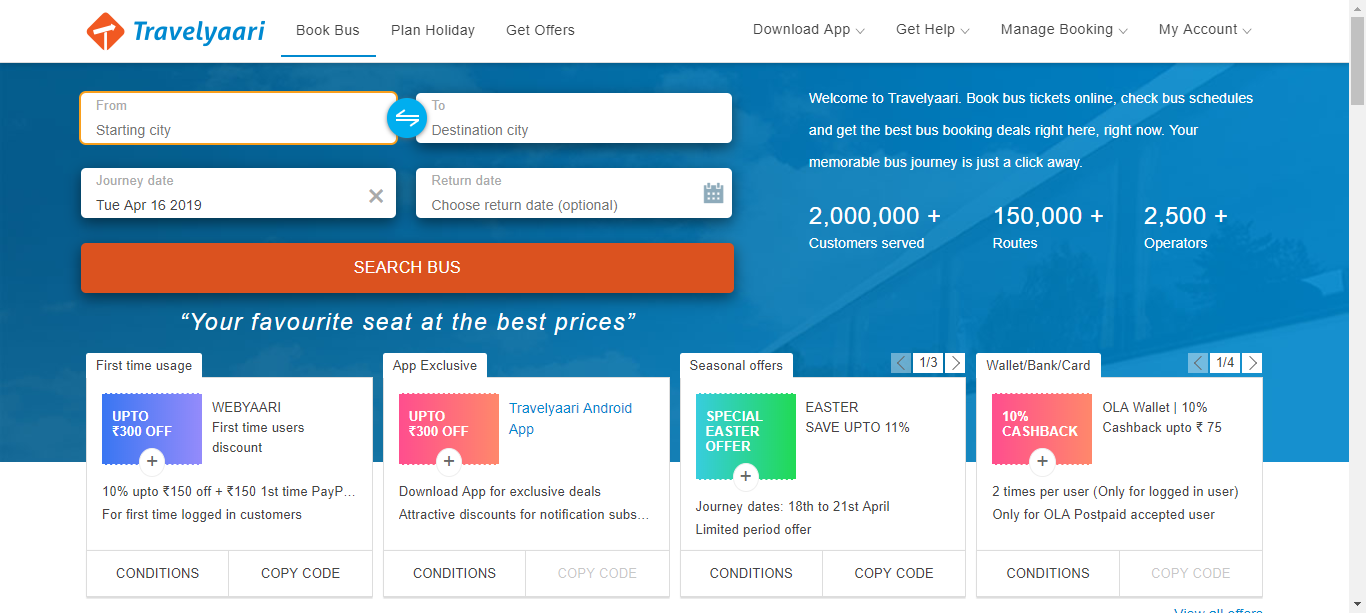 Travelyaari
Book Bus
Plan Holiday
Get Offers
Download App
Get Help
Manage Booking
My Account
From
Starting city
To
Destination city
Journey date
Tue Apr 16 2019
Return date
Choose return date (optional)
SEARCH BUS
“Your favourite seat at the best prices”
Welcome to Travelyaari. Book bus tickets online, check bus schedules
and get the best bus booking deals right here, right now. Your
memorable bus journey is just a click away.
2,000,000 +
Customers served
150,000 +
Routes
2,500 +
Operators
First time usage
UPTO
₹300 OFF
WEBYAARI
First time users
discount
10% upto ₹150 off + ₹150 1st time PayP...
For first time logged in customers
CONDITIONS
COPY CODE
App Exclusive
UPTO
₹300 OFF
Travelyaari Android
App
Download App for exclusive deals
Attractive discounts for notification subs...
CONDITIONS
COPY CODE
Seasonal offers
1/3
SPECIAL
EASTER
OFFER
EASTER
SAVE UPTO 11%
Journey dates: 18th to 21st April
Limited period offer
CONDITIONS
COPY CODE
Wallet/Bank/Card
1/4
10%
CASHBACK
OLA Wallet | 10%
Cashback upto ₹ 75
2 times per user (Only for logged in user)
Only for OLA Postpaid accepted user
CONDITIONS
COPY CODE
View all offers